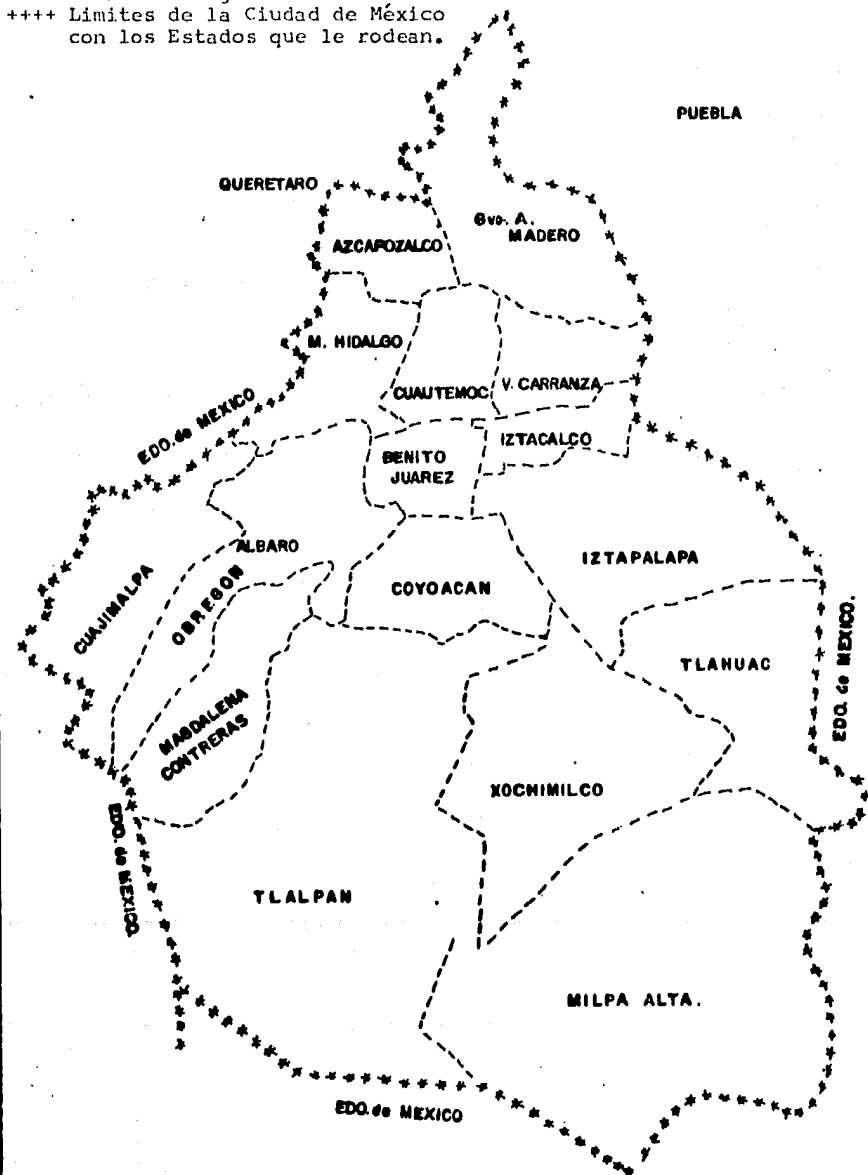 ++++ Limites de la Ciudad de México
con los Estados que le rodean.
PUEBLA
QUERETARO
Gvo. A.
MADERO
AZCAPOZALCO
M. HIDALGO
CUAUTEMOC
V. CARRANZA
EDO. de MEXICO
BENITO
JUAREZ
IZTACALCO
ALBARO
OBREGON
CUAJIMALPA
COYOACAN
IZTAPALAPA
TLAHUAC
EDO. de MEXICO.
MAGDALENA
CONTRERAS
XOCHIMILCO
EDO. de MEXICO.
TLALPAN
MILPA ALTA.
EDO. de MEXICO